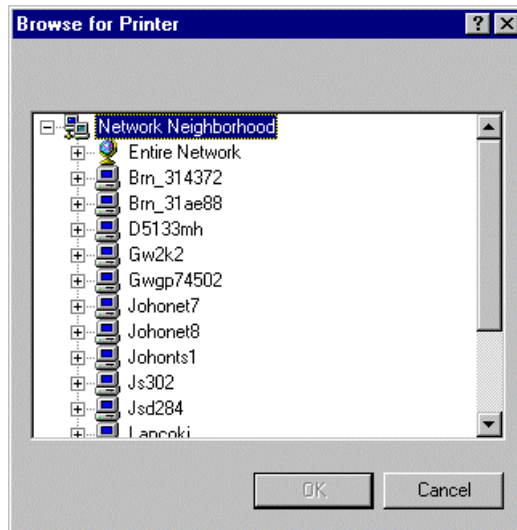 Browse for Printer
Network Neighborhood
Entire Network
Brn_314372
Brn_31ae88
D5133mh
Gw2k2
Gwgp74502
Johonet7
Johonet8
Johonts1
Js302
Jsd284
OK
Cancel